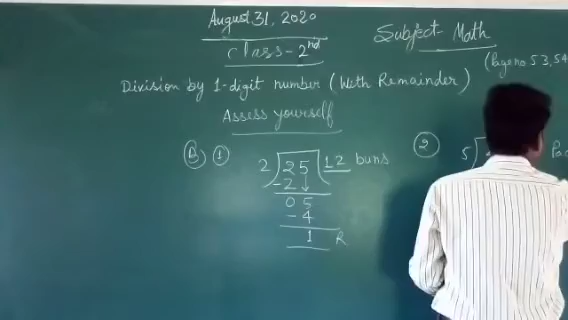 August 31, 2020
Subject- Math
Class-2nd
(Page no 53,54
Division by 1-digit number (With Remainder)
Assess yourself
(B) (1) 2 ) 25 ( 12 buns
-2↓
05
-4
1 R
(2) 5